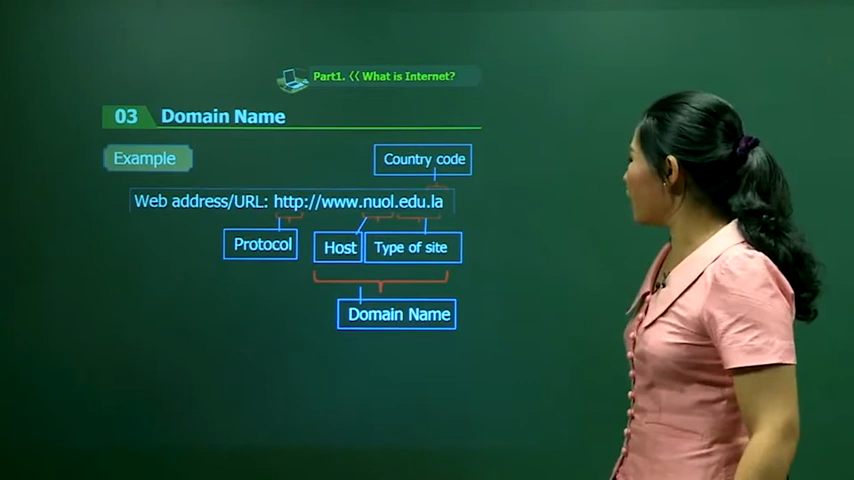 Part1. 《 What is Internet?
03 Domain Name
Example
Country code
Web address/URL: http://www.nuol.edu.la
Protocol
Host
Type of site
Domain Name